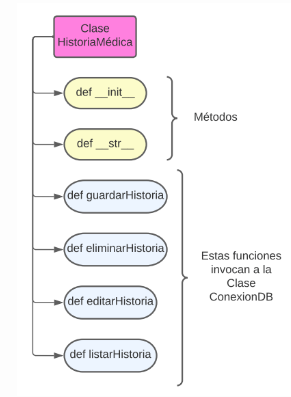 Clase
HistoriaMédica
def __init__
def __str__
Métodos
def guardarHistoria
def eliminarHistoria
def editarHistoria
def listarHistoria
Estas funciones
invocan a la
Clase
ConexionDB